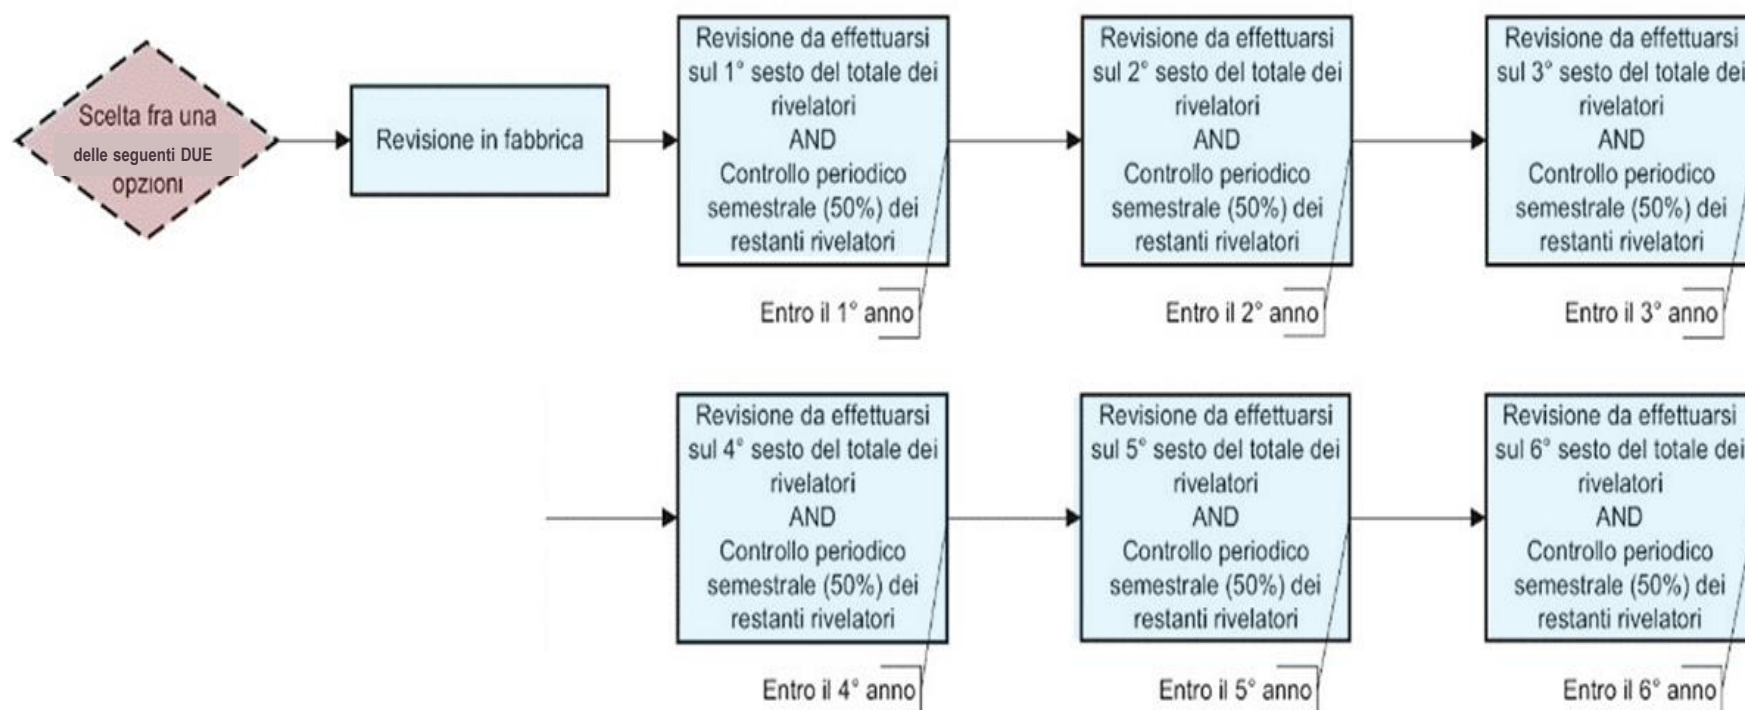 Scelta fra una
delle seguenti DUE
opzioni
Revisione in fabbrica
Revisione da effettuarsi
sul 1° sesto del totale dei
rivelatori
AND
Controllo periodico
semestrale (50%) dei
restanti rivelatori
Entro il 1° anno
Revisione da effettuarsi
sul 2° sesto del totale dei
rivelatori
AND
Controllo periodico
semestrale (50%) dei
restanti rivelatori
Entro il 2° anno
Revisione da effettuarsi
sul 3° sesto del totale dei
rivelatori
AND
Controllo periodico
semestrale (50%) dei
restanti rivelatori
Entro il 3° anno
Revisione da effettuarsi
sul 4° sesto del totale dei
rivelatori
AND
Controllo periodico
semestrale (50%) dei
restanti rivelatori
Entro il 4° anno
Revisione da effettuarsi
sul 5° sesto del totale dei
rivelatori
AND
Controllo periodico
semestrale (50%) dei
restanti rivelatori
Entro il 5° anno
Revisione da effettuarsi
sul 6° sesto del totale dei
rivelatori
AND
Controllo periodico
semestrale (50%) dei
restanti rivelatori
Entro il 6° anno